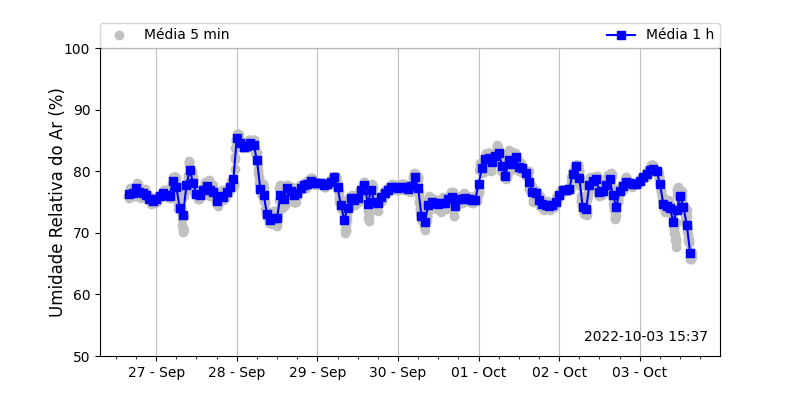 Média 5 min
Média 1 h
Umidade Relativa do Ar (%)
100
90
80
70
60
50
2022-10-03 15:37
27 - Sep
28 - Sep
29 - Sep
30 - Sep
01 - Oct
02 - Oct
03 - Oct